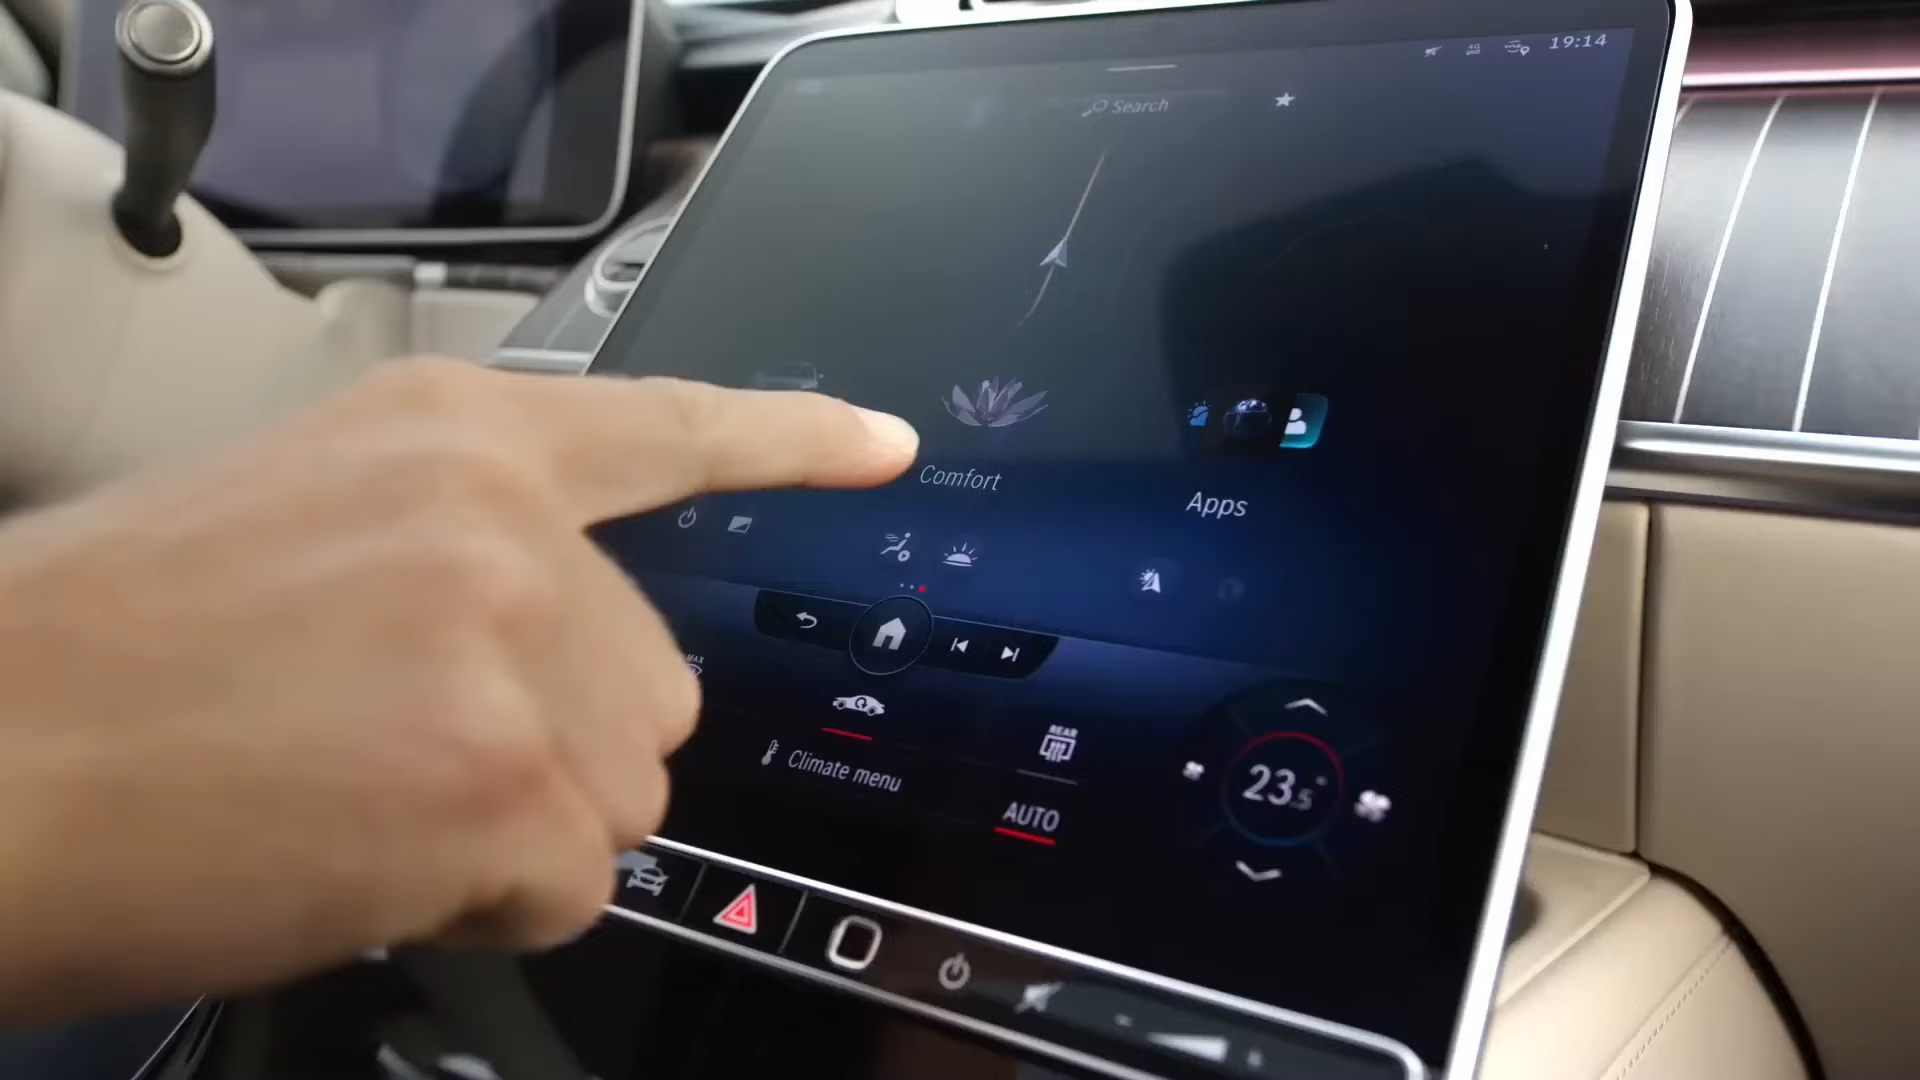 19:14
Search
Comfort
Apps
MAX
REAR
Climate menu
AUTO
23.5°